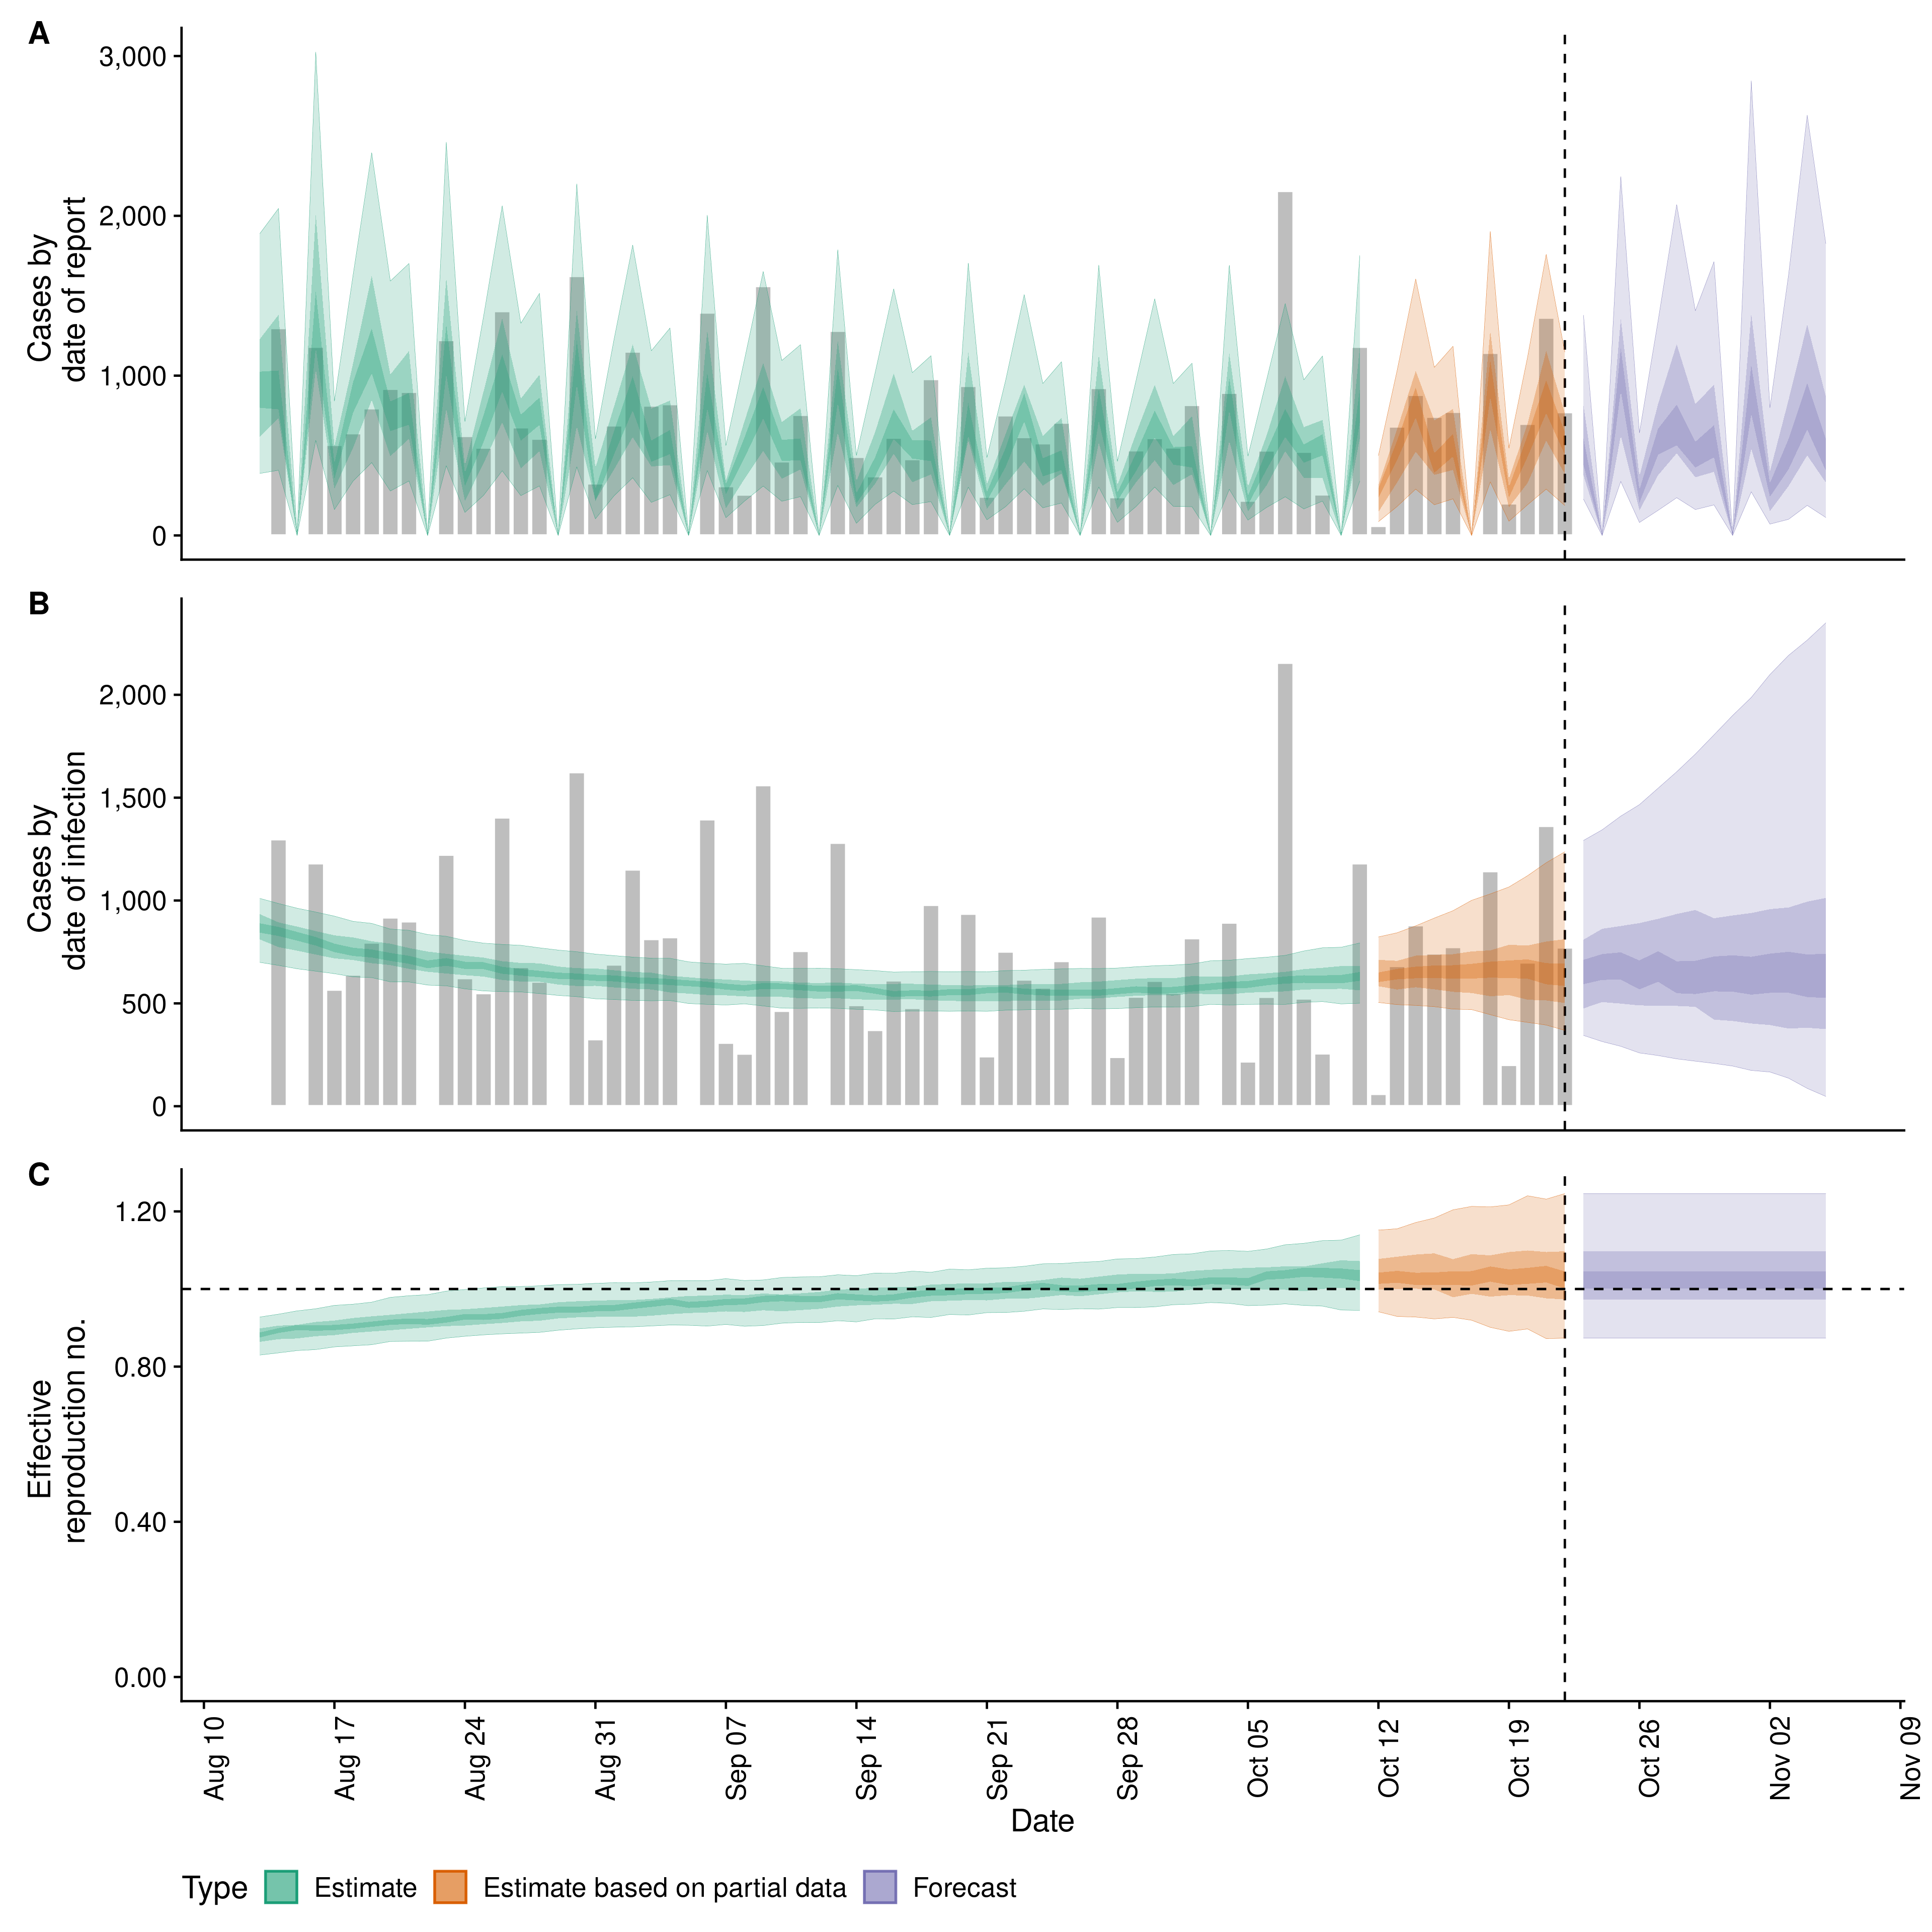 A
Cases by
date of report
3,000
2,000
1,000
0
B
Cases by
date of infection
2,000
1,500
1,000
500
0
C
Effective
reproduction no.
1.20
0.80
0.40
0.00
Aug 10
Aug 17
Aug 24
Aug 31
Sep 07
Sep 14
Sep 21
Sep 28
Oct 05
Oct 12
Oct 19
Oct 26
Nov 02
Nov 09
Date
Type Estimate Estimate based on partial data Forecast